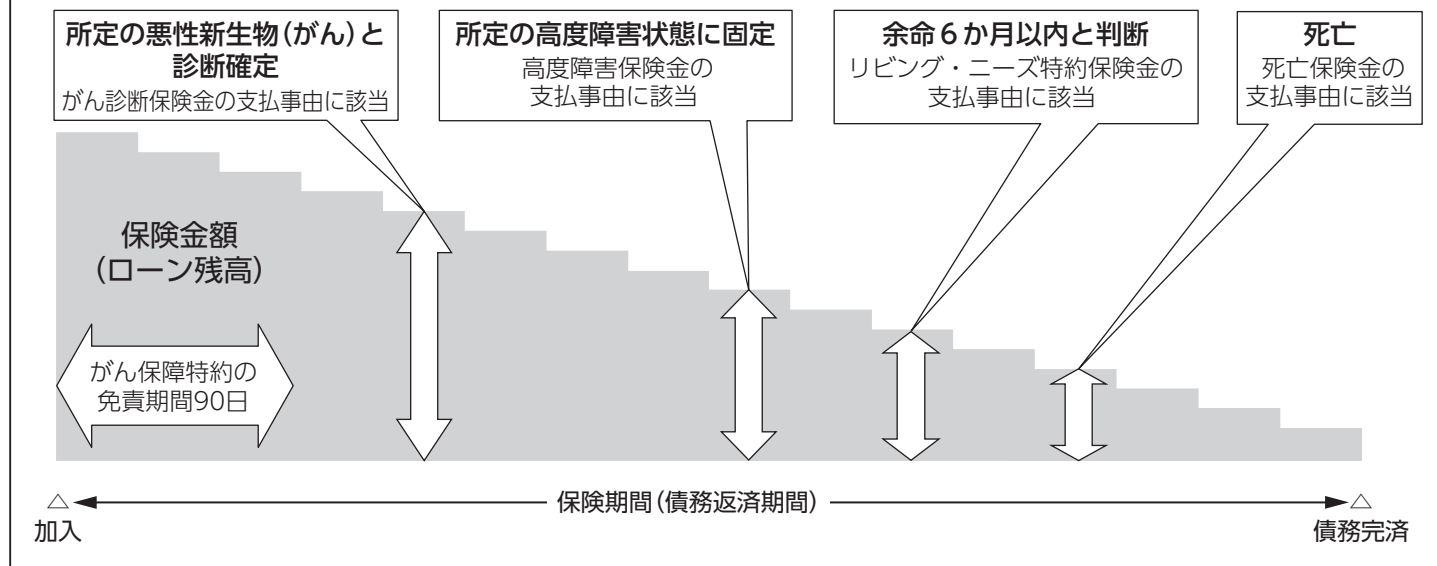 所定の悪性新生物(がん)と
診断確定
がん診断保険金の支払事由に該当
所定の高度障害状態に固定
高度障害保険金の
支払事由に該当
余命6か月以内と判断
リビング・ニーズ特約保険金の
支払事由に該当
死亡
死亡保険金の
支払事由に該当
保険金額
(ローン残高)
がん保障特約の
免責期間90日
保険期間(債務返済期間)
加入
債務完済